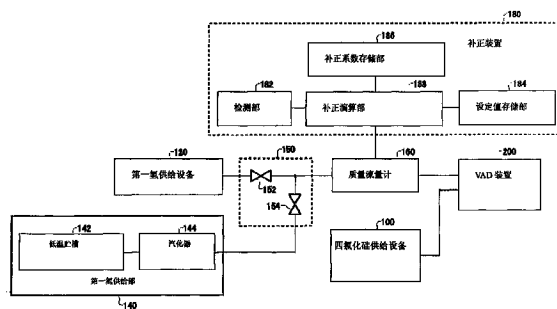 180
补正装置
186
补正系数存储部
182
检测部
188
补正演算部
184
设定值存储部
120
第一氢供给设备
150
152
154
160
质量流量计
200
VAD 装置
142
低温贮槽
144
汽化器
第一氢供给部
140
100
四氯化硅供给设备